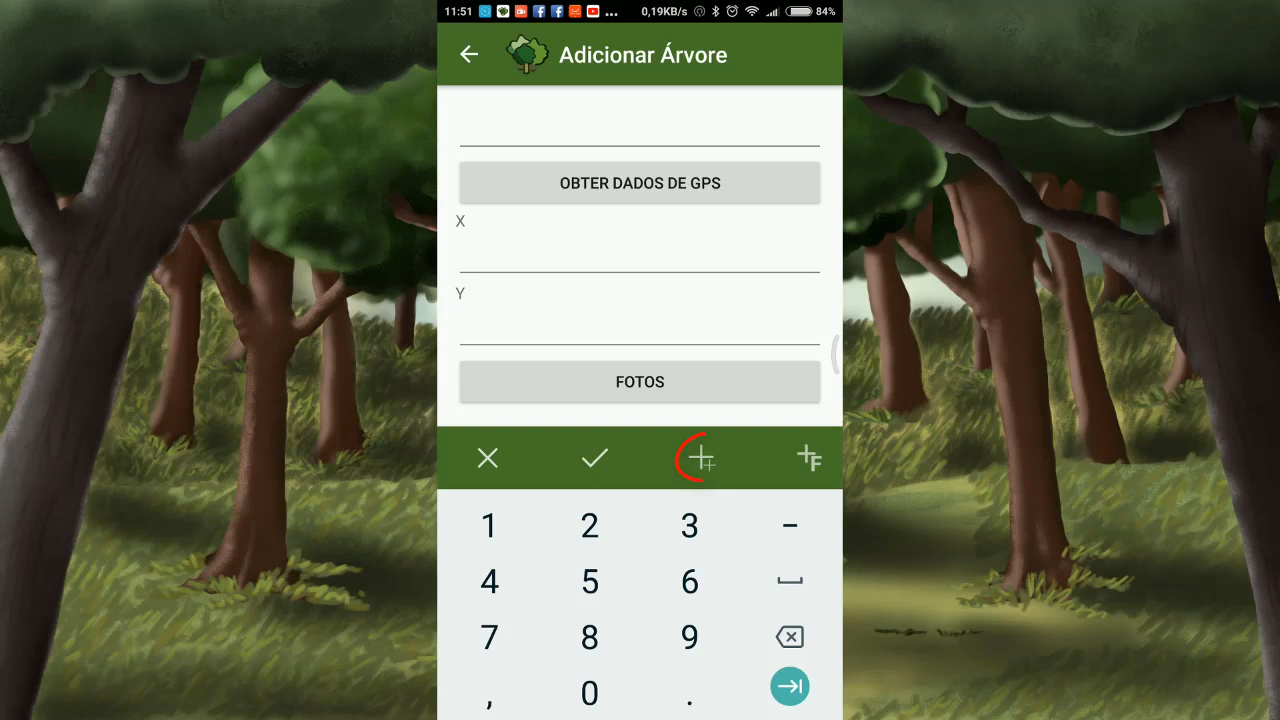 11:51 0,19KB/s 84%
Adicionar Árvore
OBTER DADOS DE GPS
X
Y
FOTOS
F
1 2 3 -
4 5 6
7 8 9
, 0 .